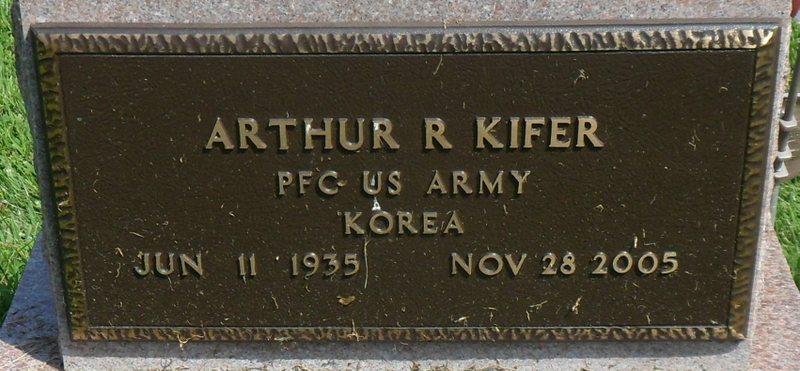 ARTHUR R KIFER
PFC US ARMY
KOREA
JUN 11 1935 NOV 28 2005